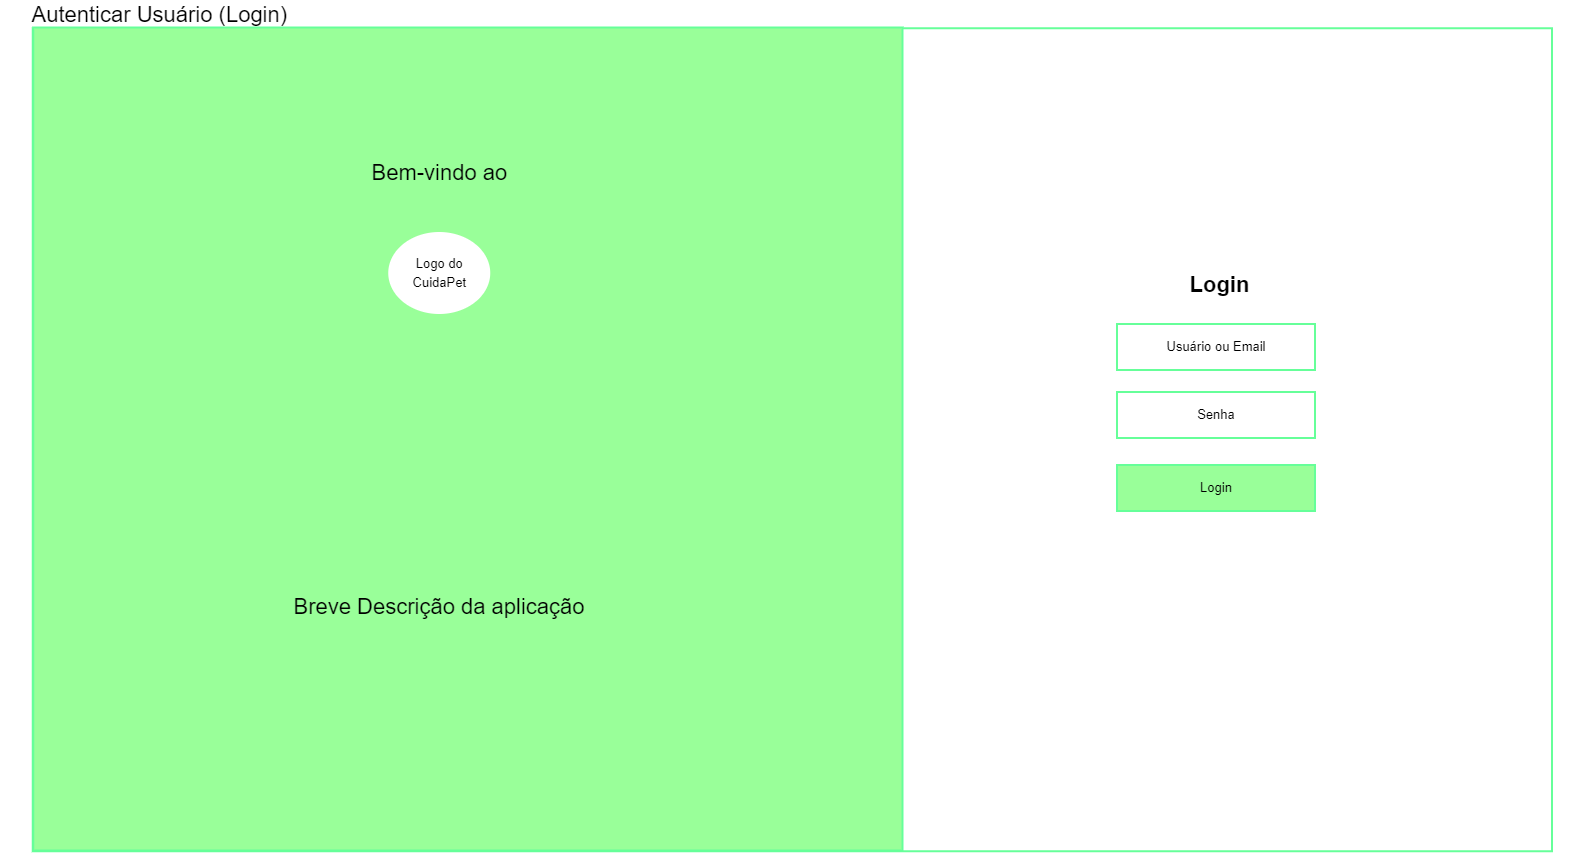 Autenticar Usuário (Login)
Bem-vindo ao
Logo do
CuidaPet
Breve Descrição da aplicação
Login
Usuário ou Email
Senha
Login